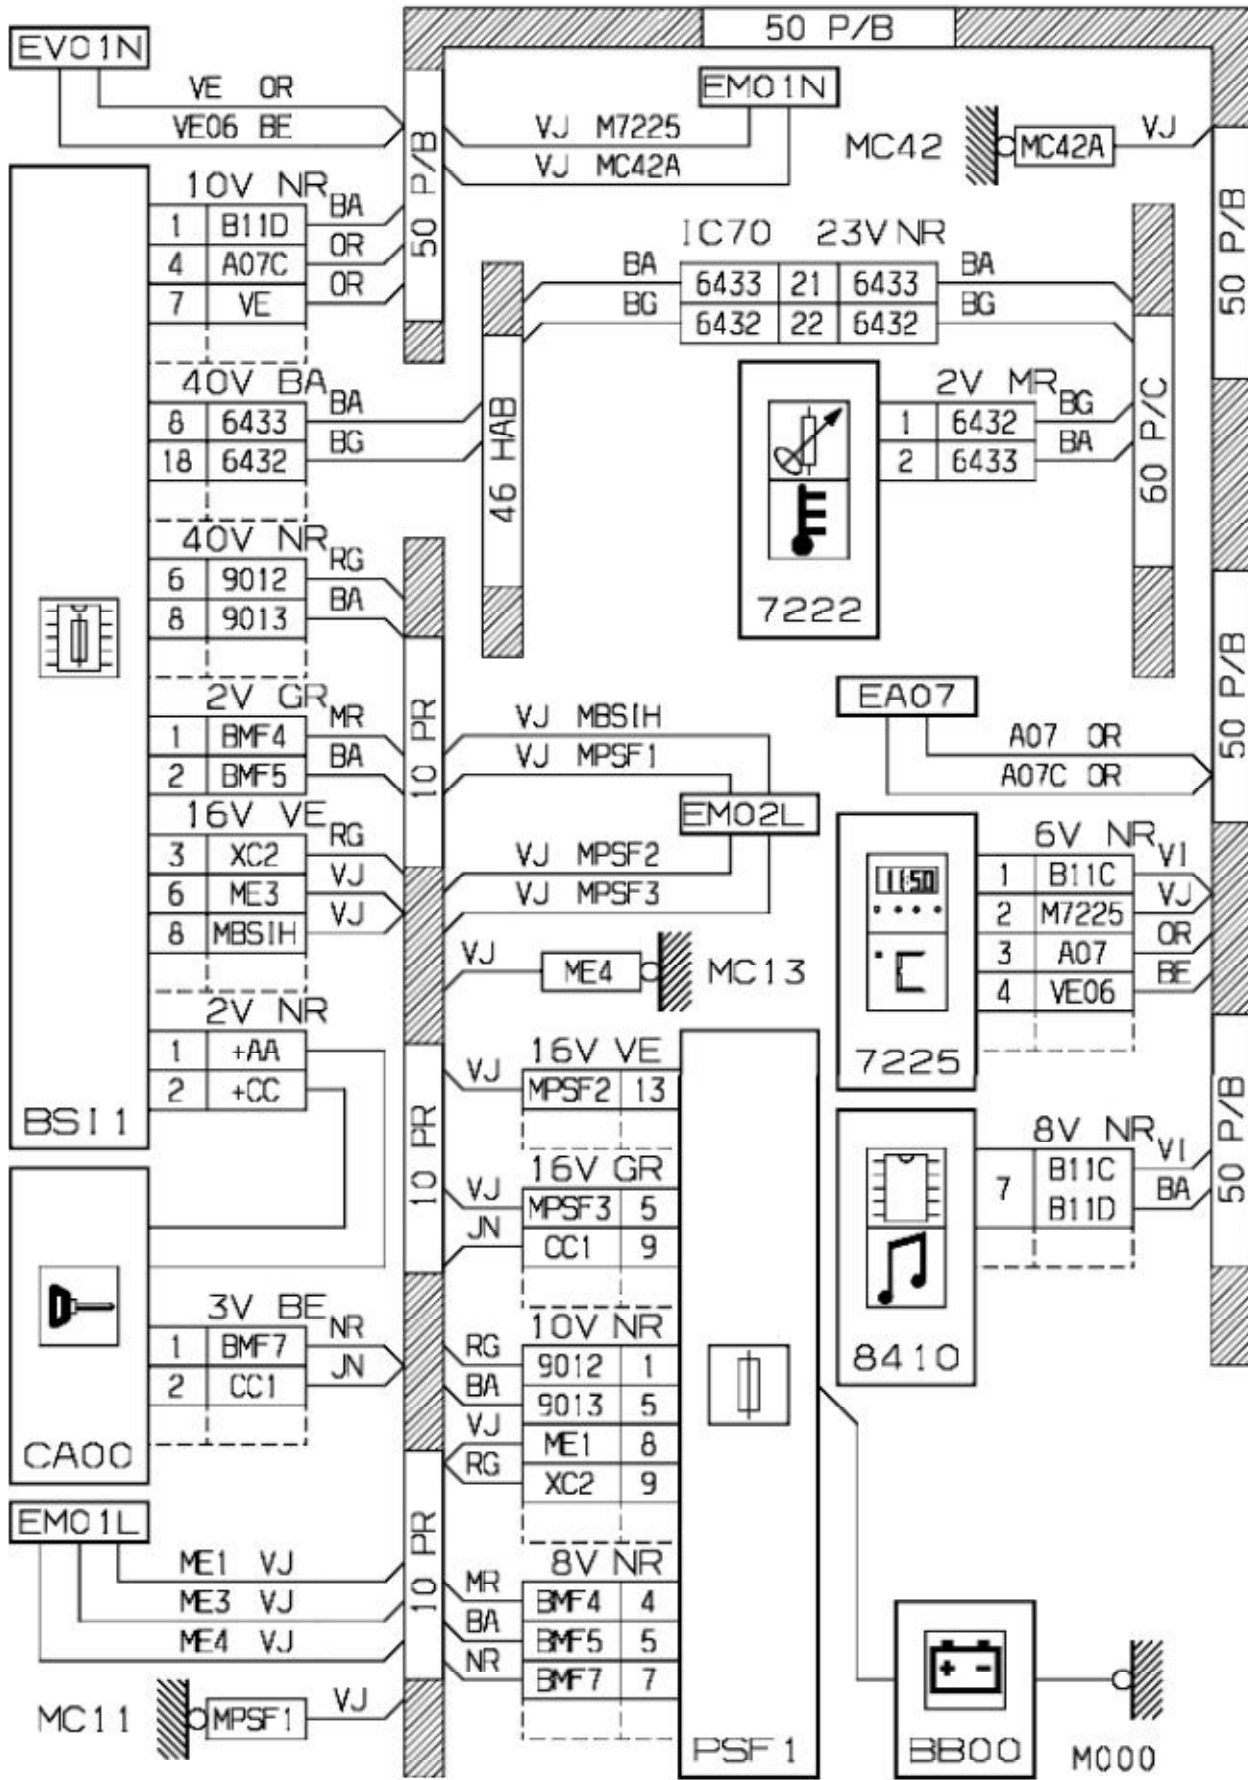 50 P/B
EV01N
VE OR
VE06 BE
50 P/B
EM01N
VJ M7225
VJ MC42A
MC42
MC42A
VJ
50 P/B
10V NR
1 B11D BA
4 A07C OR
7 VE OR
IC70 23V NR
BA 6433 21 6433 BA
BG 6432 22 6432 BG
40V BA
8 6433 BA
18 6432 BG
46 HAB
2V MR
1 6432 BG
2 6433 BA
7222
60 P/C
40V NR
6 9012 RG
8 9013 BA
2V GR
1 BMF4 MR
2 BMF5 BA
10 PR
VJ MBSIH
VJ MPSF1
EM02L
VJ MPSF2
VJ MPSF3
EA07
A07 OR
A07C OR
50 P/B
16V VE
3 XC2 RG
6 ME3 VJ
8 MBSIH VJ
VJ ME4 MC13
11:50
°C
7225
6V NR
1 B11C VI
2 M7225 VJ
3 A07 OR
4 VE06 BE
2V NR
1 +AA
2 +CC
BSI1
10 PR
16V VE
VJ MPSF2 13
16V GR
VJ MPSF3 5
JN CC1 9
8V NR
7 B11C VI
B11D BA
8410
50 P/B
3V BE
1 BMF7 NR
2 CC1 JN
CA00
10V NR
RG 9012 1
BA 9013 5
VJ ME1 8
RG XC2 9
EM01L
ME1 VJ
ME3 VJ
ME4 VJ
10 PR
8V NR
MR BMF4 4
BA BMF5 5
NR BMF7 7
PSF1
MC11 MPSF1 VJ
+ -
BB00
M000